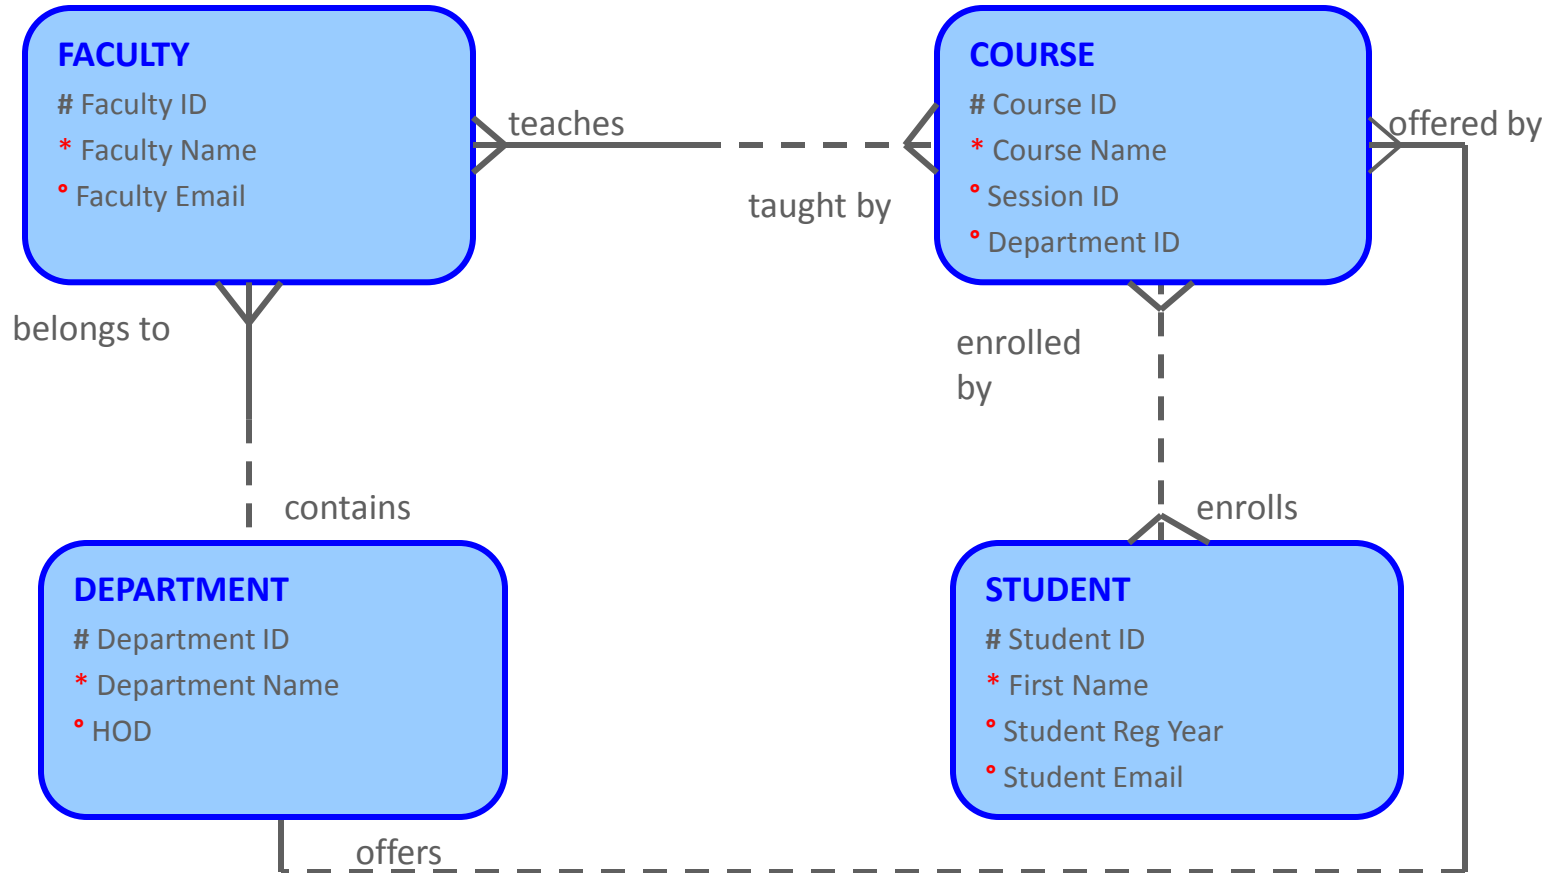 FACULTY
# Faculty ID
* Faculty Name
° Faculty Email
teaches
taught by
COURSE
# Course ID
* Course Name
° Session ID
° Department ID
offered by
belongs to
contains
enrolled
by
enrolls
DEPARTMENT
# Department ID
* Department Name
° HOD
STUDENT
# Student ID
* First Name
° Student Reg Year
° Student Email
offers